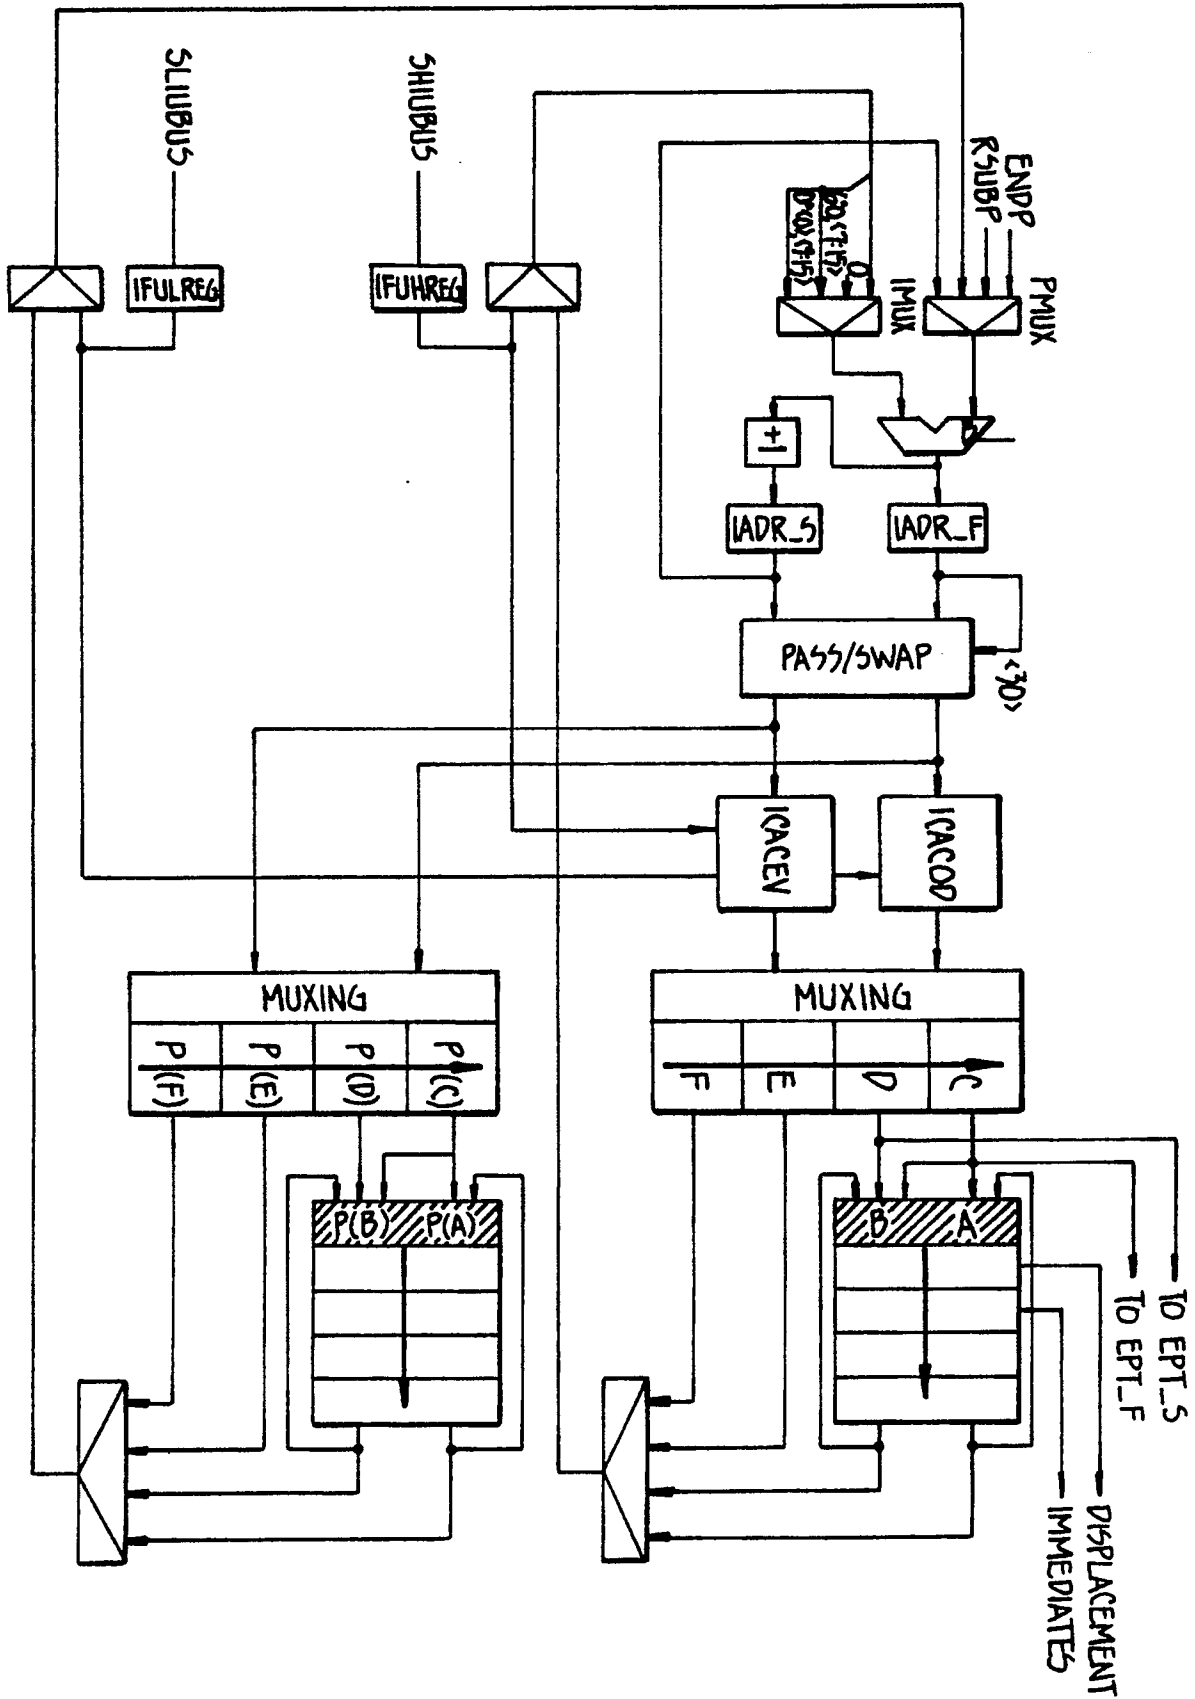 SLIUBUS
SHIUBUS
ENDP
RSUBP
0
PMUX
IMUX
IFULREG
IFUHREG
+1
IADR_S
IADR_F
PASS/SWAP
<30>
ICACEV
ICACOD
MUXING
P(F)
P(E)
P(D)
P(C)
MUXING
F
E
D
C
P(B)
P(A)
B
A
TO EPT_S
TO EPT_F
DISPLACEMENT
IMMEDIATES